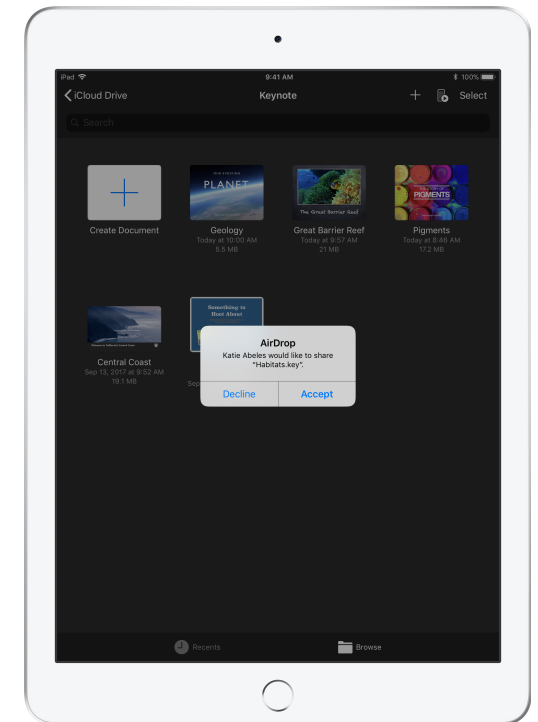 iPad
9:41 AM
100%
iCloud Drive
Keynote
Select
Search
PLANET
The Great Barrier Reef
PIGMENTS
Create Document
Geology
Today at 10:00 AM
5.5 MB
Great Barrier Reef
Today at 9:57 AM
21 MB
Pigments
Today at 8:46 AM
17.2 MB
Something to
Hoot About
Central Coast
Sep 13, 2017 at 9:52 AM
19.1 MB
Sep
AirDrop
Katie Abeles would like to share
“Habitats.key”.
Decline
Accept
Recents
Browse